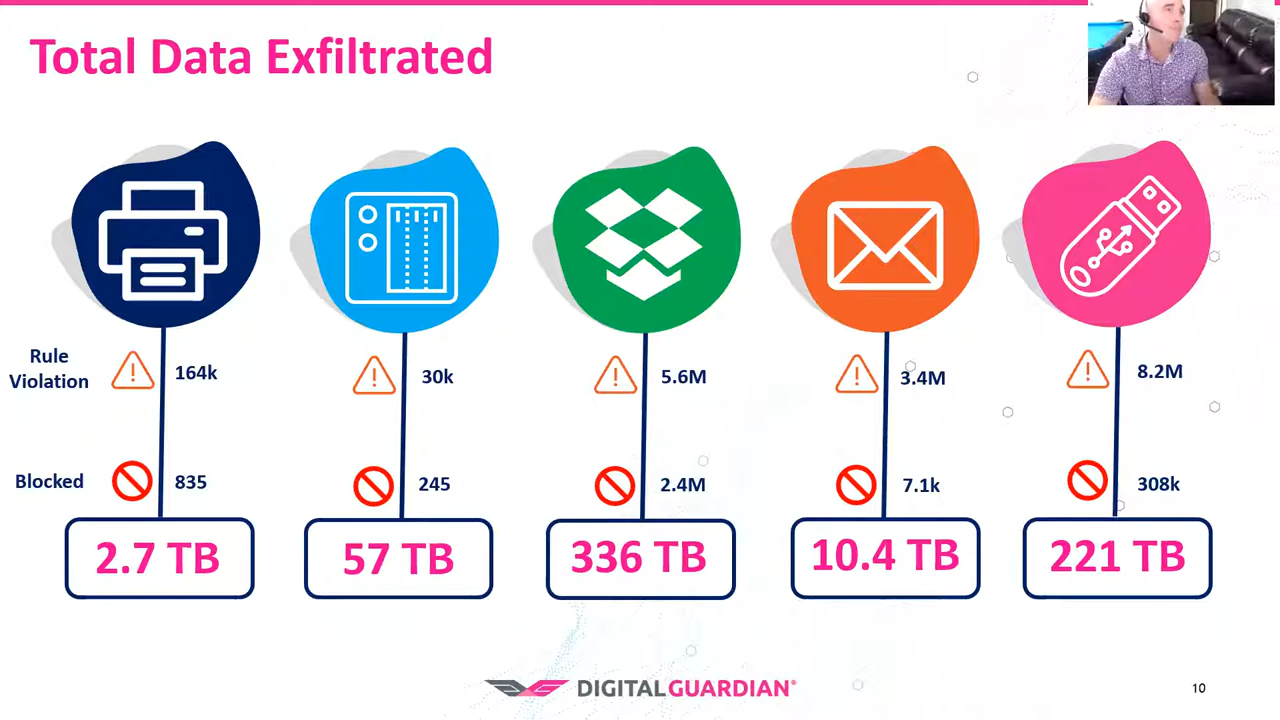 Total Data Exfiltrated
Rule
Violation
164k
30k
5.6M
3.4M
8.2M
Blocked
835
245
2.4M
7.1k
308k
2.7 TB
57 TB
336 TB
10.4 TB
221 TB
DIGITALGUARDIAN®
10